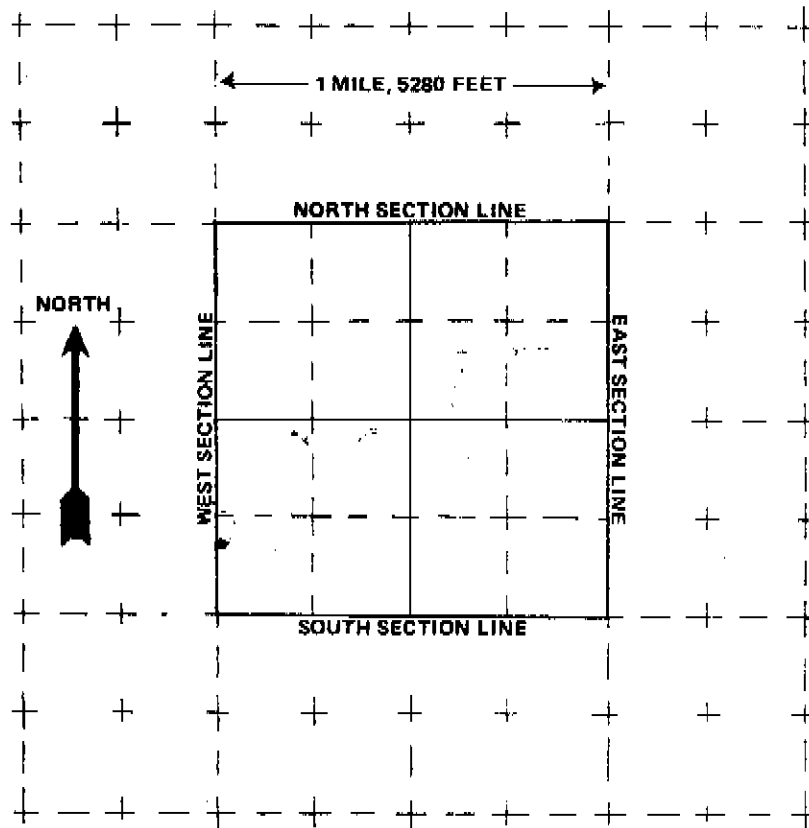 1 MILE, 5280 FEET
NORTH SECTION LINE
NORTH
WEST SECTION LINE
EAST SECTION LINE
SOUTH SECTION LINE